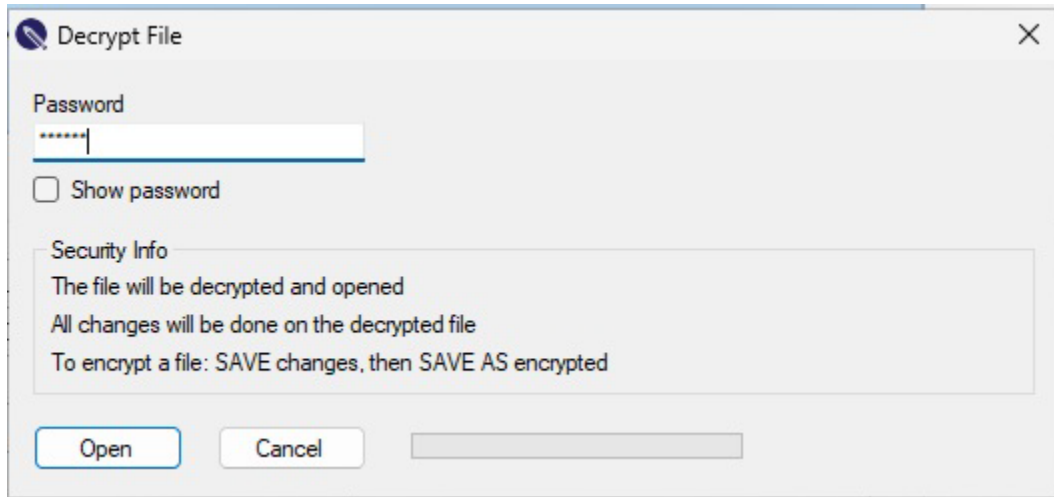 Decrypt File
Password
******
Show password
Security Info
The file will be decrypted and opened
All changes will be done on the decrypted file
To encrypt a file: SAVE changes, then SAVE AS encrypted
Open Cancel